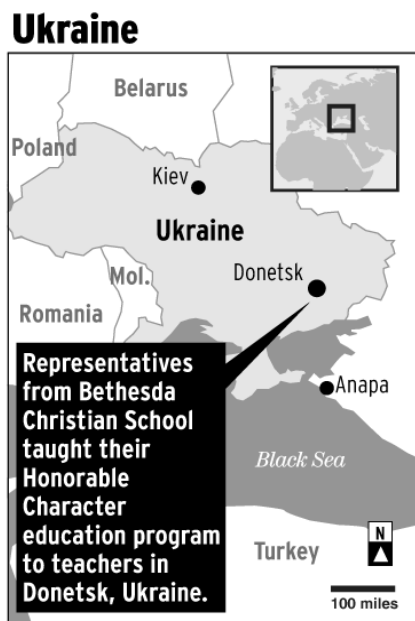 Ukraine
Belarus
Poland
Kiev
Ukraine
Donetsk
Mol.
Romania
Representatives
from Bethesda
Christian School
taught their
Honorable
Character
education program
to teachers in
Donetsk, Ukraine.
Anapa
Black Sea
N
Turkey
100 miles